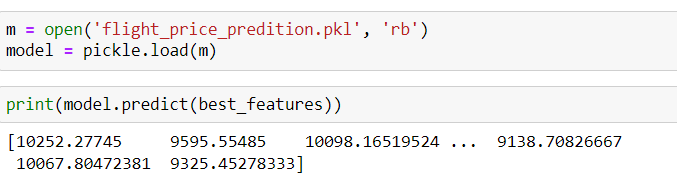 m = open('flight_price_predition.pkl', 'rb')
model = pickle.load(m)
print(model.predict(best_features))
[10252.27745     9595.55485    10098.16519524 ...  9138.70826667
 10067.80472381  9325.45278333]